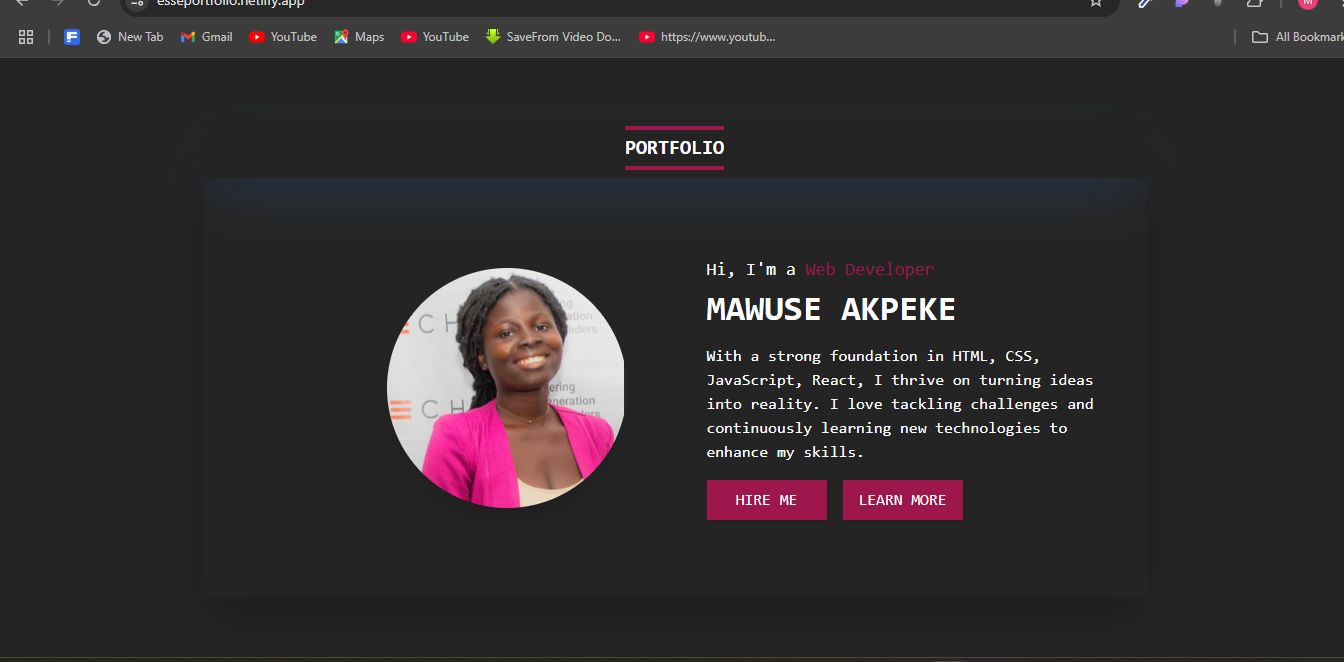 esseportfolio.netlify.app
New Tab
Gmail
YouTube
Maps
YouTube
SaveFrom Video Do...
https://www.youtub...
All Bookmark
M
PORTFOLIO
Hi, I'm a Web Developer
MAWUSE AKPEKE
With a strong foundation in HTML, CSS,
JavaScript, React, I thrive on turning ideas
into reality. I love tackling challenges and
continuously learning new technologies to
enhance my skills.
HIRE ME
LEARN MORE
C H
ering
eneration
C H